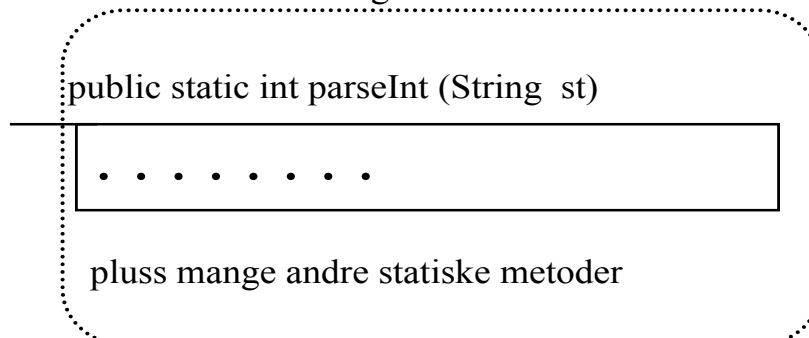 public static int parseInt (String st)
. . . . . . . .
pluss mange andre statiske metoder